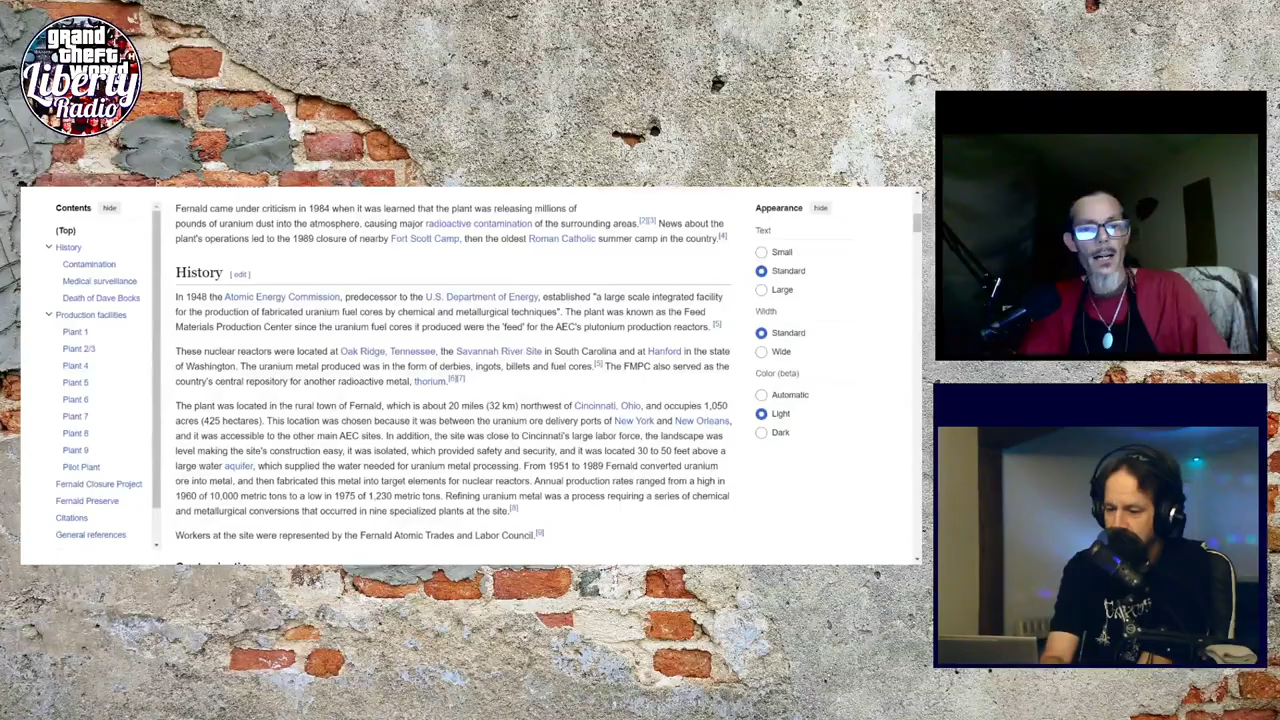 grand
theft
world
Liberty
Radio
Contents hide
(Top)
History
Contamination
Medical surveillance
Death of Dave Bocks
Production facilities
Plant 1
Plant 2/3
Plant 4
Plant 5
Plant 6
Plant 7
Plant 8
Plant 9
Pilot Plant
Fernald Closure Project
Fernald Preserve
Citations
General references
Fernald came under criticism in 1984 when it was learned that the plant was releasing millions of
pounds of uranium dust into the atmosphere, causing major radioactive contamination of the surrounding areas.[2][3] News about the
plant's operations led to the 1989 closure of nearby Fort Scott Camp, then the oldest Roman Catholic summer camp in the country.[4]
History [ edit ]
In 1948 the Atomic Energy Commission, predecessor to the U.S. Department of Energy, established "a large scale integrated facility
for the production of fabricated uranium fuel cores by chemical and metallurgical techniques". The plant was known as the Feed
Materials Production Center since the uranium fuel cores it produced were the 'feed' for the AEC's plutonium production reactors. [5]
These nuclear reactors were located at Oak Ridge, Tennessee, the Savannah River Site in South Carolina and at Hanford in the state
of Washington. The uranium metal produced was in the form of derbies, ingots, billets and fuel cores.[5] The FMPC also served as the
country's central repository for another radioactive metal, thorium.[6][7]
The plant was located in the rural town of Fernald, which is about 20 miles (32 km) northwest of Cincinnati, Ohio, and occupies 1,050
acres (425 hectares). This location was chosen because it was between the uranium ore delivery ports of New York and New Orleans,
and it was accessible to the other main AEC sites. In addition, the site was close to Cincinnati's large labor force, the landscape was
level making the site's construction easy, it was isolated, which provided safety and security, and it was located 30 to 50 feet above a
large water aquifer, which supplied the water needed for uranium metal processing. From 1951 to 1989 Fernald converted uranium
ore into metal, and then fabricated this metal into target elements for nuclear reactors. Annual production rates ranged from a high in
1960 of 10,000 metric tons to a low in 1975 of 1,230 metric tons. Refining uranium metal was a process requiring a series of chemical
and metallurgical conversions that occurred in nine specialized plants at the site.[8]
Workers at the site were represented by the Fernald Atomic Trades and Labor Council.[9]
Appearance hide
Text
Small
Standard
Large
Width
Standard
Wide
Color (beta)
Automatic
Light
Dark